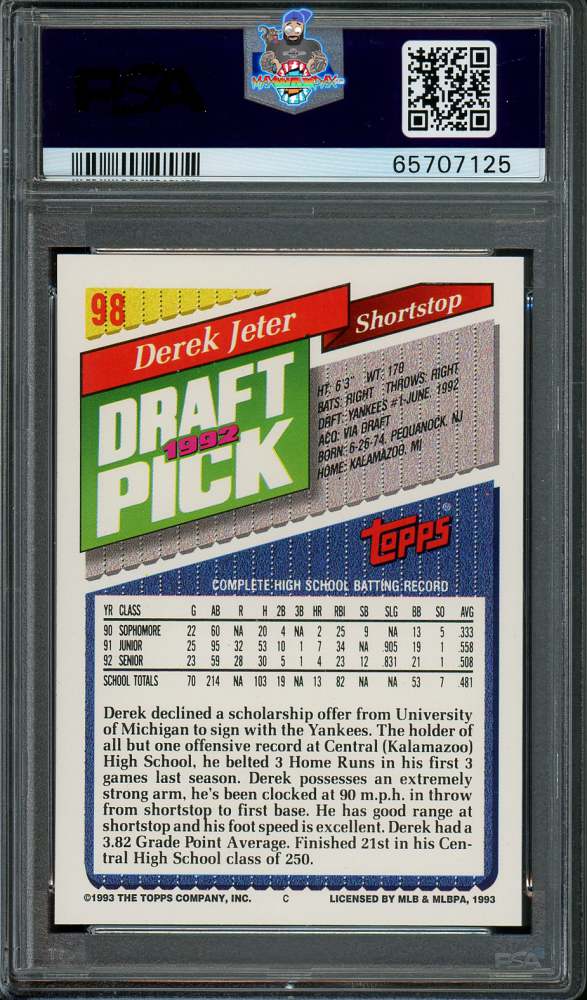 PSA
65707125
98
Derek Jeter
Shortstop
DRAFT
1992
PICK
HT: 6'3" WT: 178
BATS: RIGHT THROWS: RIGHT
DRFT: YANKEES #1-JUNE, 1992
ACQ: VIA DRAFT
BORN: 6-26-74, PEQUANOCK, NJ
HOME: KALAMAZOO, MI
TOPPS®
COMPLETE HIGH SCHOOL BATTING RECORD
YR CLASS G AB R H 2B 3B HR RBI SB SLG BB SO AVG
90 SOPHOMORE 22 60 NA 20 4 NA 2 25 9 NA 13 5 .333
91 JUNIOR 25 95 32 53 10 1 7 34 NA .905 19 1 .558
92 SENIOR 23 59 28 30 5 1 4 23 12 .831 21 1 .508
SCHOOL TOTALS 70 214 NA 103 19 NA 13 82 NA NA 53 7 .481
Derek declined a scholarship offer from University
of Michigan to sign with the Yankees. The holder of
all but one offensive record at Central (Kalamazoo)
High School, he belted 3 Home Runs in his first 3
games last season. Derek possesses an extremely
strong arm, he's been clocked at 90 m.p.h. in throw
from shortstop to first base. He has good range at
shortstop and his foot speed is excellent. Derek had a
3.82 Grade Point Average. Finished 21st in his Cen-
tral High School class of 250.
©1993 THE TOPPS COMPANY, INC. C LICENSED BY MLB & MLBPA, 1993
PSA